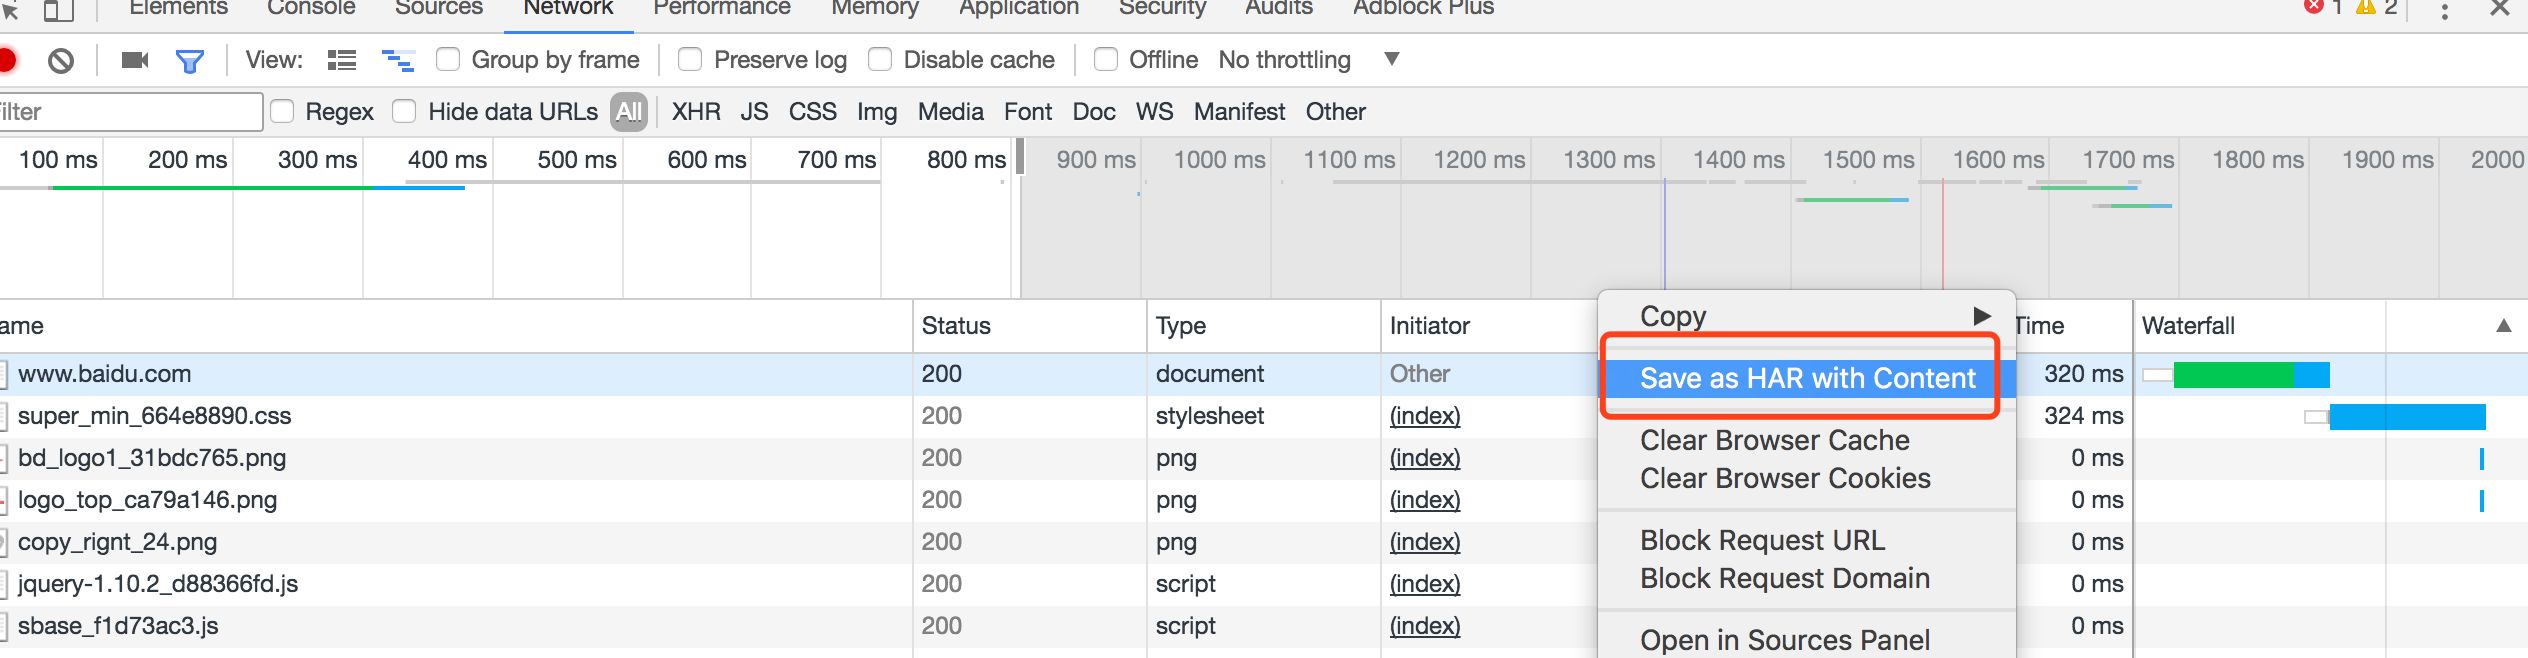 Elements Console Sources Network Performance Memory Application Security Audits Adblock Plus 1 2
View: Group by frame Preserve log Disable cache Offline No throttling
ilter Regex Hide data URLs All XHR JS CSS Img Media Font Doc WS Manifest Other
100 ms 200 ms 300 ms 400 ms 500 ms 600 ms 700 ms 800 ms 900 ms 1000 ms 1100 ms 1200 ms 1300 ms 1400 ms 1500 ms 1600 ms 1700 ms 1800 ms 1900 ms 2000
ame Status Type Initiator Time Waterfall
www.baidu.com 200 document Other 320 ms
super_min_664e8890.css 200 stylesheet (index) 324 ms
bd_logo1_31bdc765.png 200 png (index) 0 ms
logo_top_ca79a146.png 200 png (index) 0 ms
copy_rignt_24.png 200 png (index) 0 ms
jquery-1.10.2_d88366fd.js 200 script (index) 0 ms
sbase_f1d73ac3.js 200 script (index) 0 ms
Copy
Save as HAR with Content
Clear Browser Cache
Clear Browser Cookies
Block Request URL
Block Request Domain
Open in Sources Panel